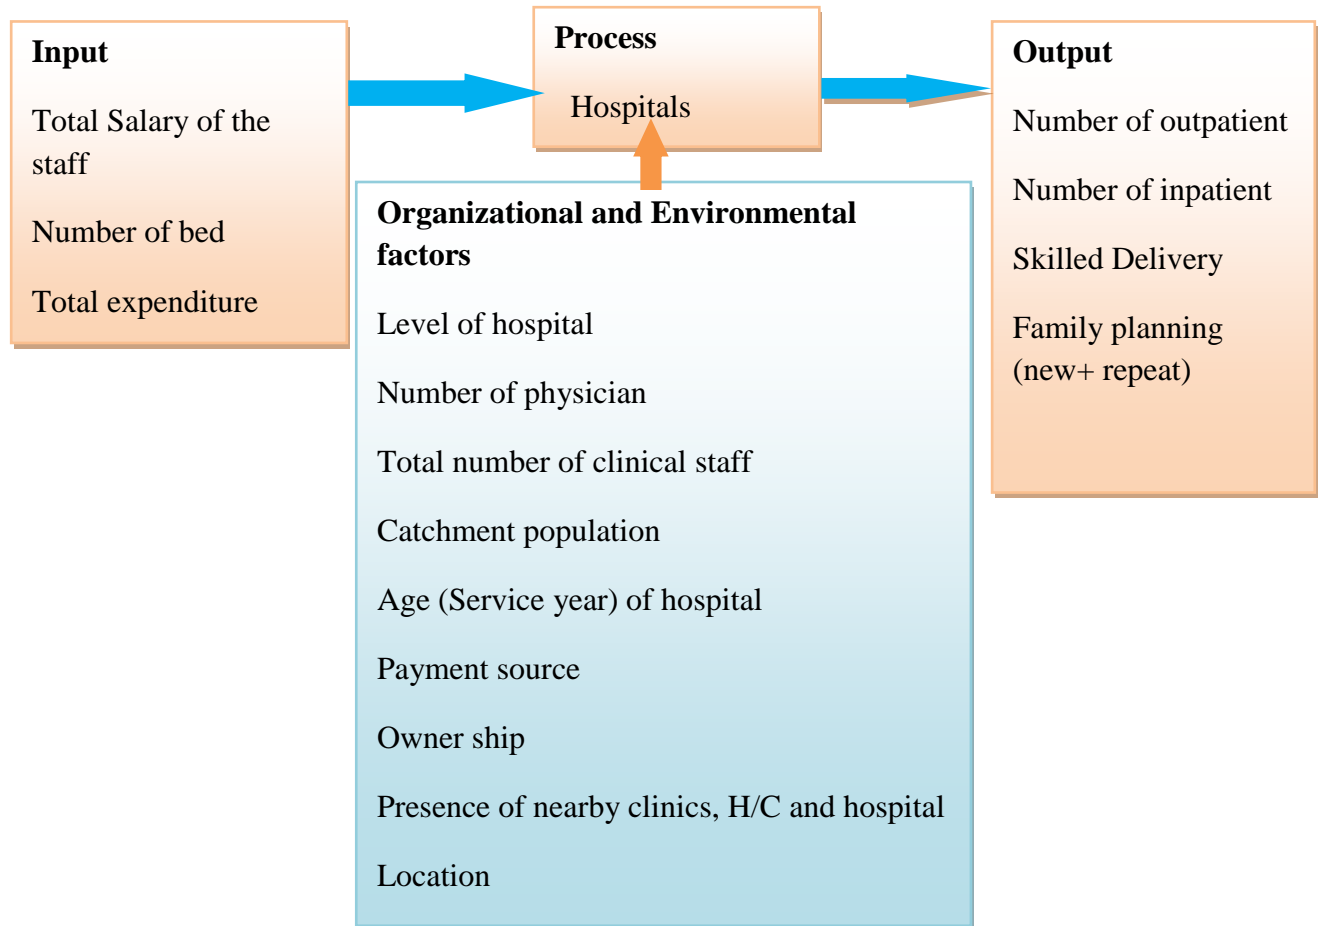 Input
Total Salary of the
staff
Number of bed
Total expenditure
Process
Hospitals
Organizational and Environmental
factors
Level of hospital
Number of physician
Total number of clinical staff
Catchment population
Age (Service year) of hospital
Payment source
Owner ship
Presence of nearby clinics, H/C and hospital
Location
Output
Number of outpatient
Number of inpatient
Skilled Delivery
Family planning
(new+ repeat)